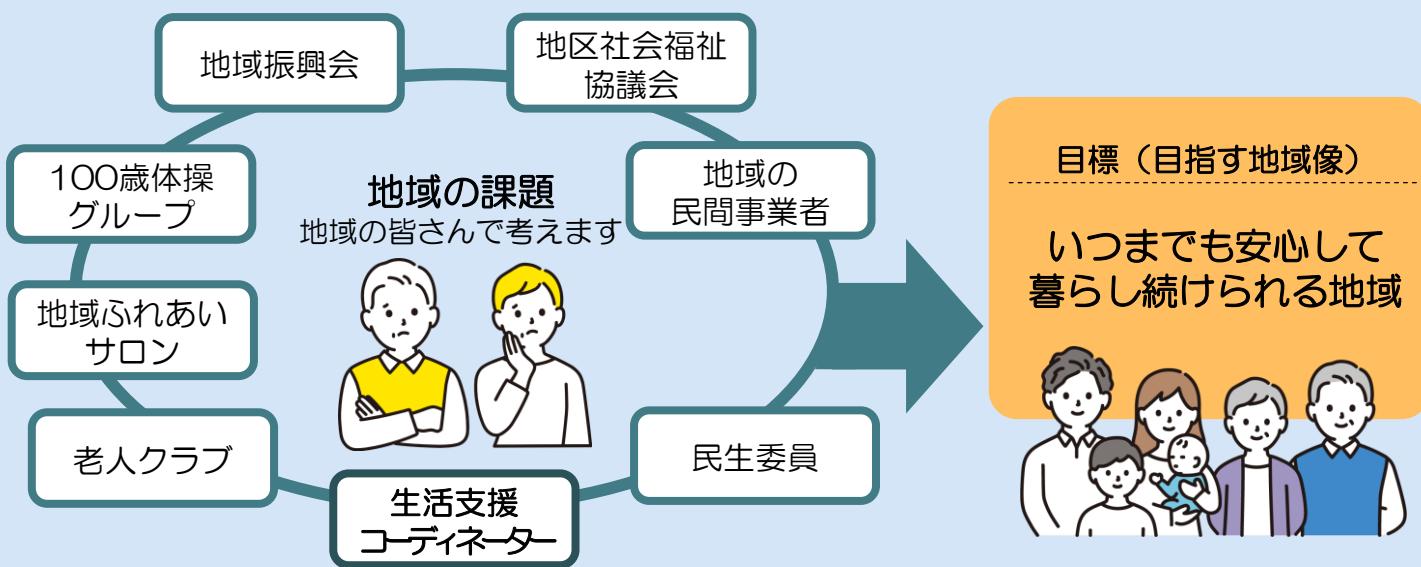 地域振興会
地区社会福祉
協議会
100歳体操
グループ
地域の課題
地域の皆さんで考えます
地域の
民間事業者
地域ふれあい
サロン
老人クラブ
生活支援
コーディネーター
民生委員
目標（目指す地域像）
いつまでも安心して
暮らし続けられる地域